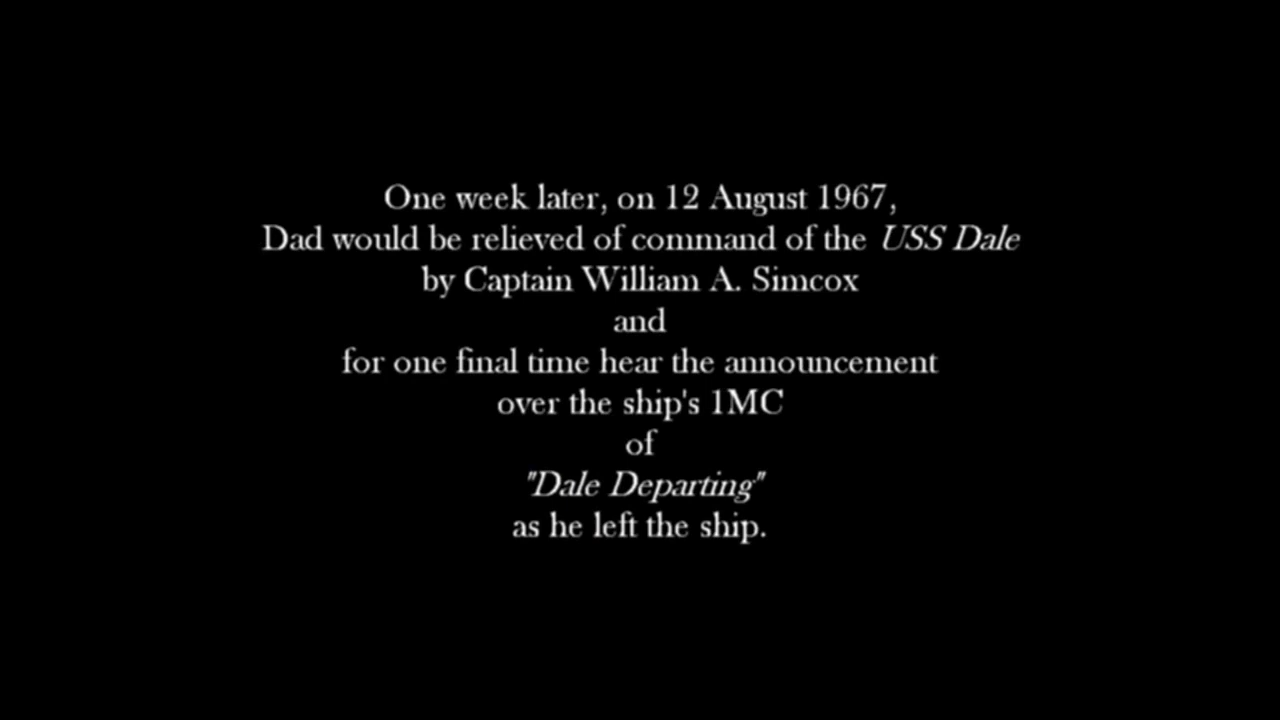 One week later, on 12 August 1967,
Dad would be relieved of command of the USS Dale
by Captain William A. Simcox
and
for one final time hear the announcement
over the ship's 1MC
of
"Dale Departing"
as he left the ship.